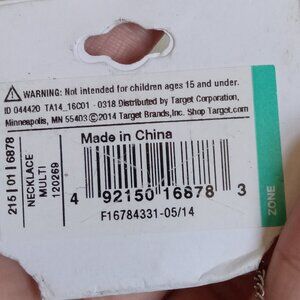 ⚠ WARNING: Not intended for children ages 15 and under.
ID 044420 TA14_16C01 - 0318 Distributed by Target Corporation,
Minneapolis, MN 55403 ©2014 Target Brands, Inc. Shop Target.com
Made in China
215 | 01 | 6878
NECKLACE
MULTI
120269
4 92150 16878 3
F16784331-05/14
ZONE